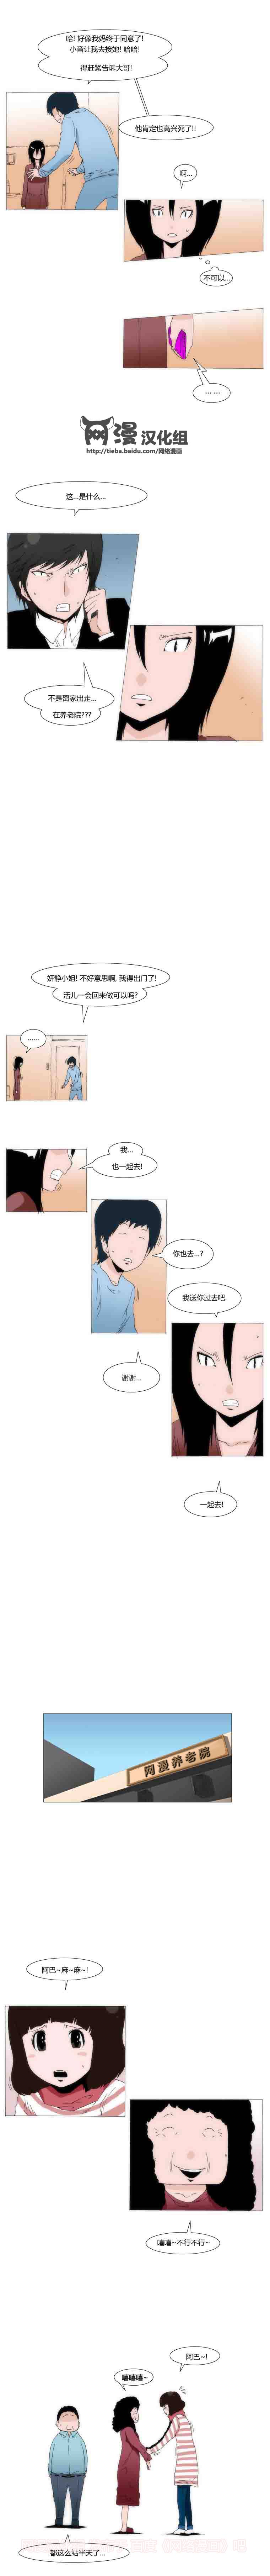 哈! 好像我妈终于同意了!
小音让我去接她! 哈哈!
得赶紧告诉大哥!
他肯定也高兴死了!!
啊...
不可以...
... ...
网漫 汉化组
http://tieba.baidu.com/网络漫画
这...是什么...
不是离家出走...
在养老院???
妍静小姐! 不好意思啊, 我得出门了!
活儿一会回来做可以吗?
......
我...
也一起去!
你也去...?
我送你过去吧,
谢谢...
一起去!
网漫养老院
阿巴~麻~麻~!
嘻嘻~不行不行~
阿巴~!
嘻嘻嘻~
都这么站半天了...